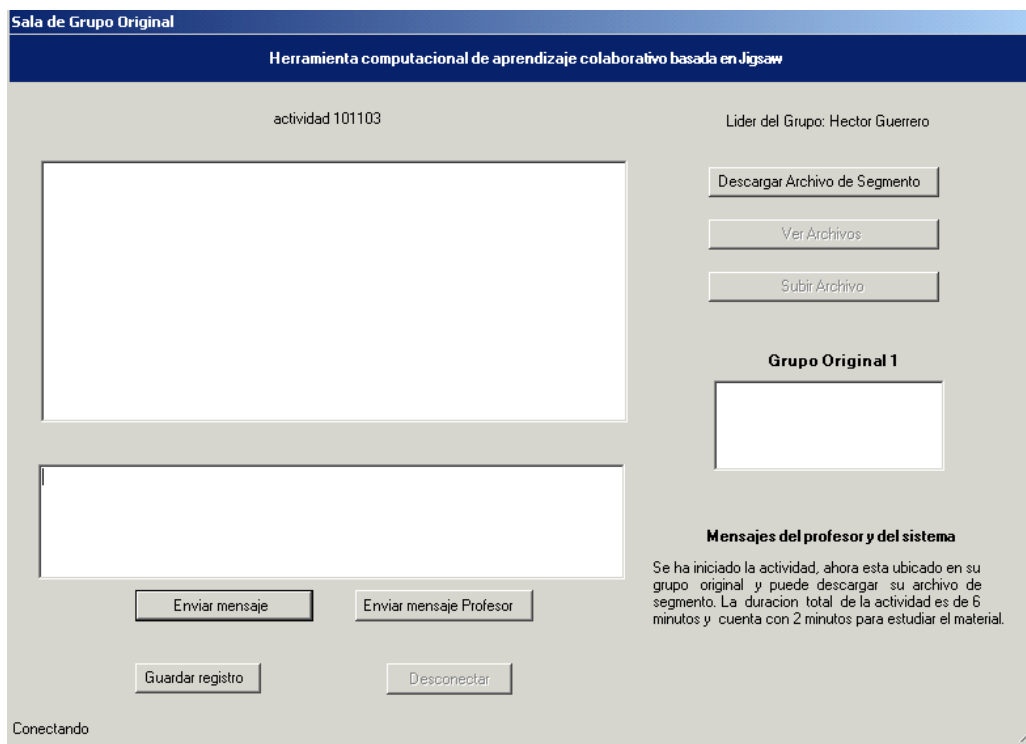 Sala de Grupo Original
Herramienta computacional de aprendizaje colaborativo basada en Jigsaw
actividad 101103
Lider del Grupo: Hector Guerrero
Descargar Archivo de Segmento
Ver Archivos
Subir Archivo
Grupo Original 1
Mensajes del profesor y del sistema
Se ha iniciado la actividad, ahora esta ubicado en su
grupo original y puede descargar su archivo de
segmento. La duracion total de la actividad es de 6
minutos y cuenta con 2 minutos para estudiar el material.
Enviar mensaje
Enviar mensaje Profesor
Guardar registro
Desconectar
Conectando